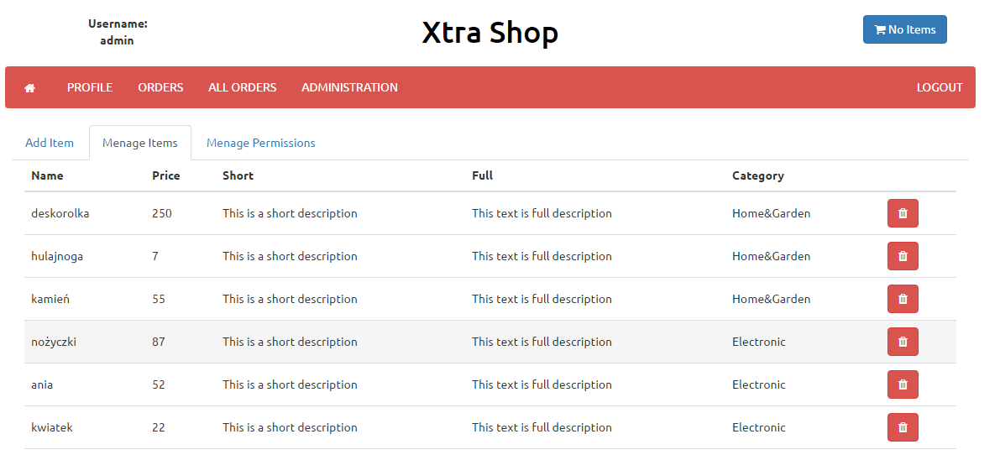 Username:
admin
Xtra Shop
No Items
PROFILE ORDERS ALL ORDERS ADMINISTRATION LOGOUT
Add Item Menage Items Menage Permissions
Name Price Short Full Category
deskorolka 250 This is a short description This text is full description Home&Garden
hulajnoga 7 This is a short description This text is full description Home&Garden
kamień 55 This is a short description This text is full description Home&Garden
nożyczki 87 This is a short description This text is full description Electronic
ania 52 This is a short description This text is full description Electronic
kwiatek 22 This is a short description This text is full description Electronic